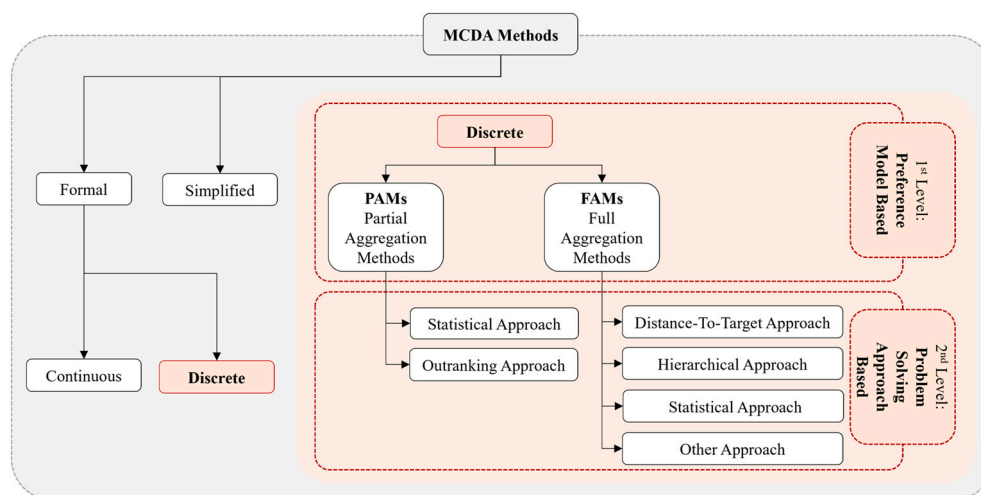 MCDA Methods
Formal
Simplified
Continuous
Discrete
Discrete
PAMs
Partial
Aggregation
Methods
FAMs
Full
Aggregation
Methods
1st Level:
Preference
Model Based
Statistical Approach
Outranking Approach
Distance-To-Target Approach
Hierarchical Approach
Statistical Approach
Other Approach
2nd Level:
Problem
Solving
Approach
Based